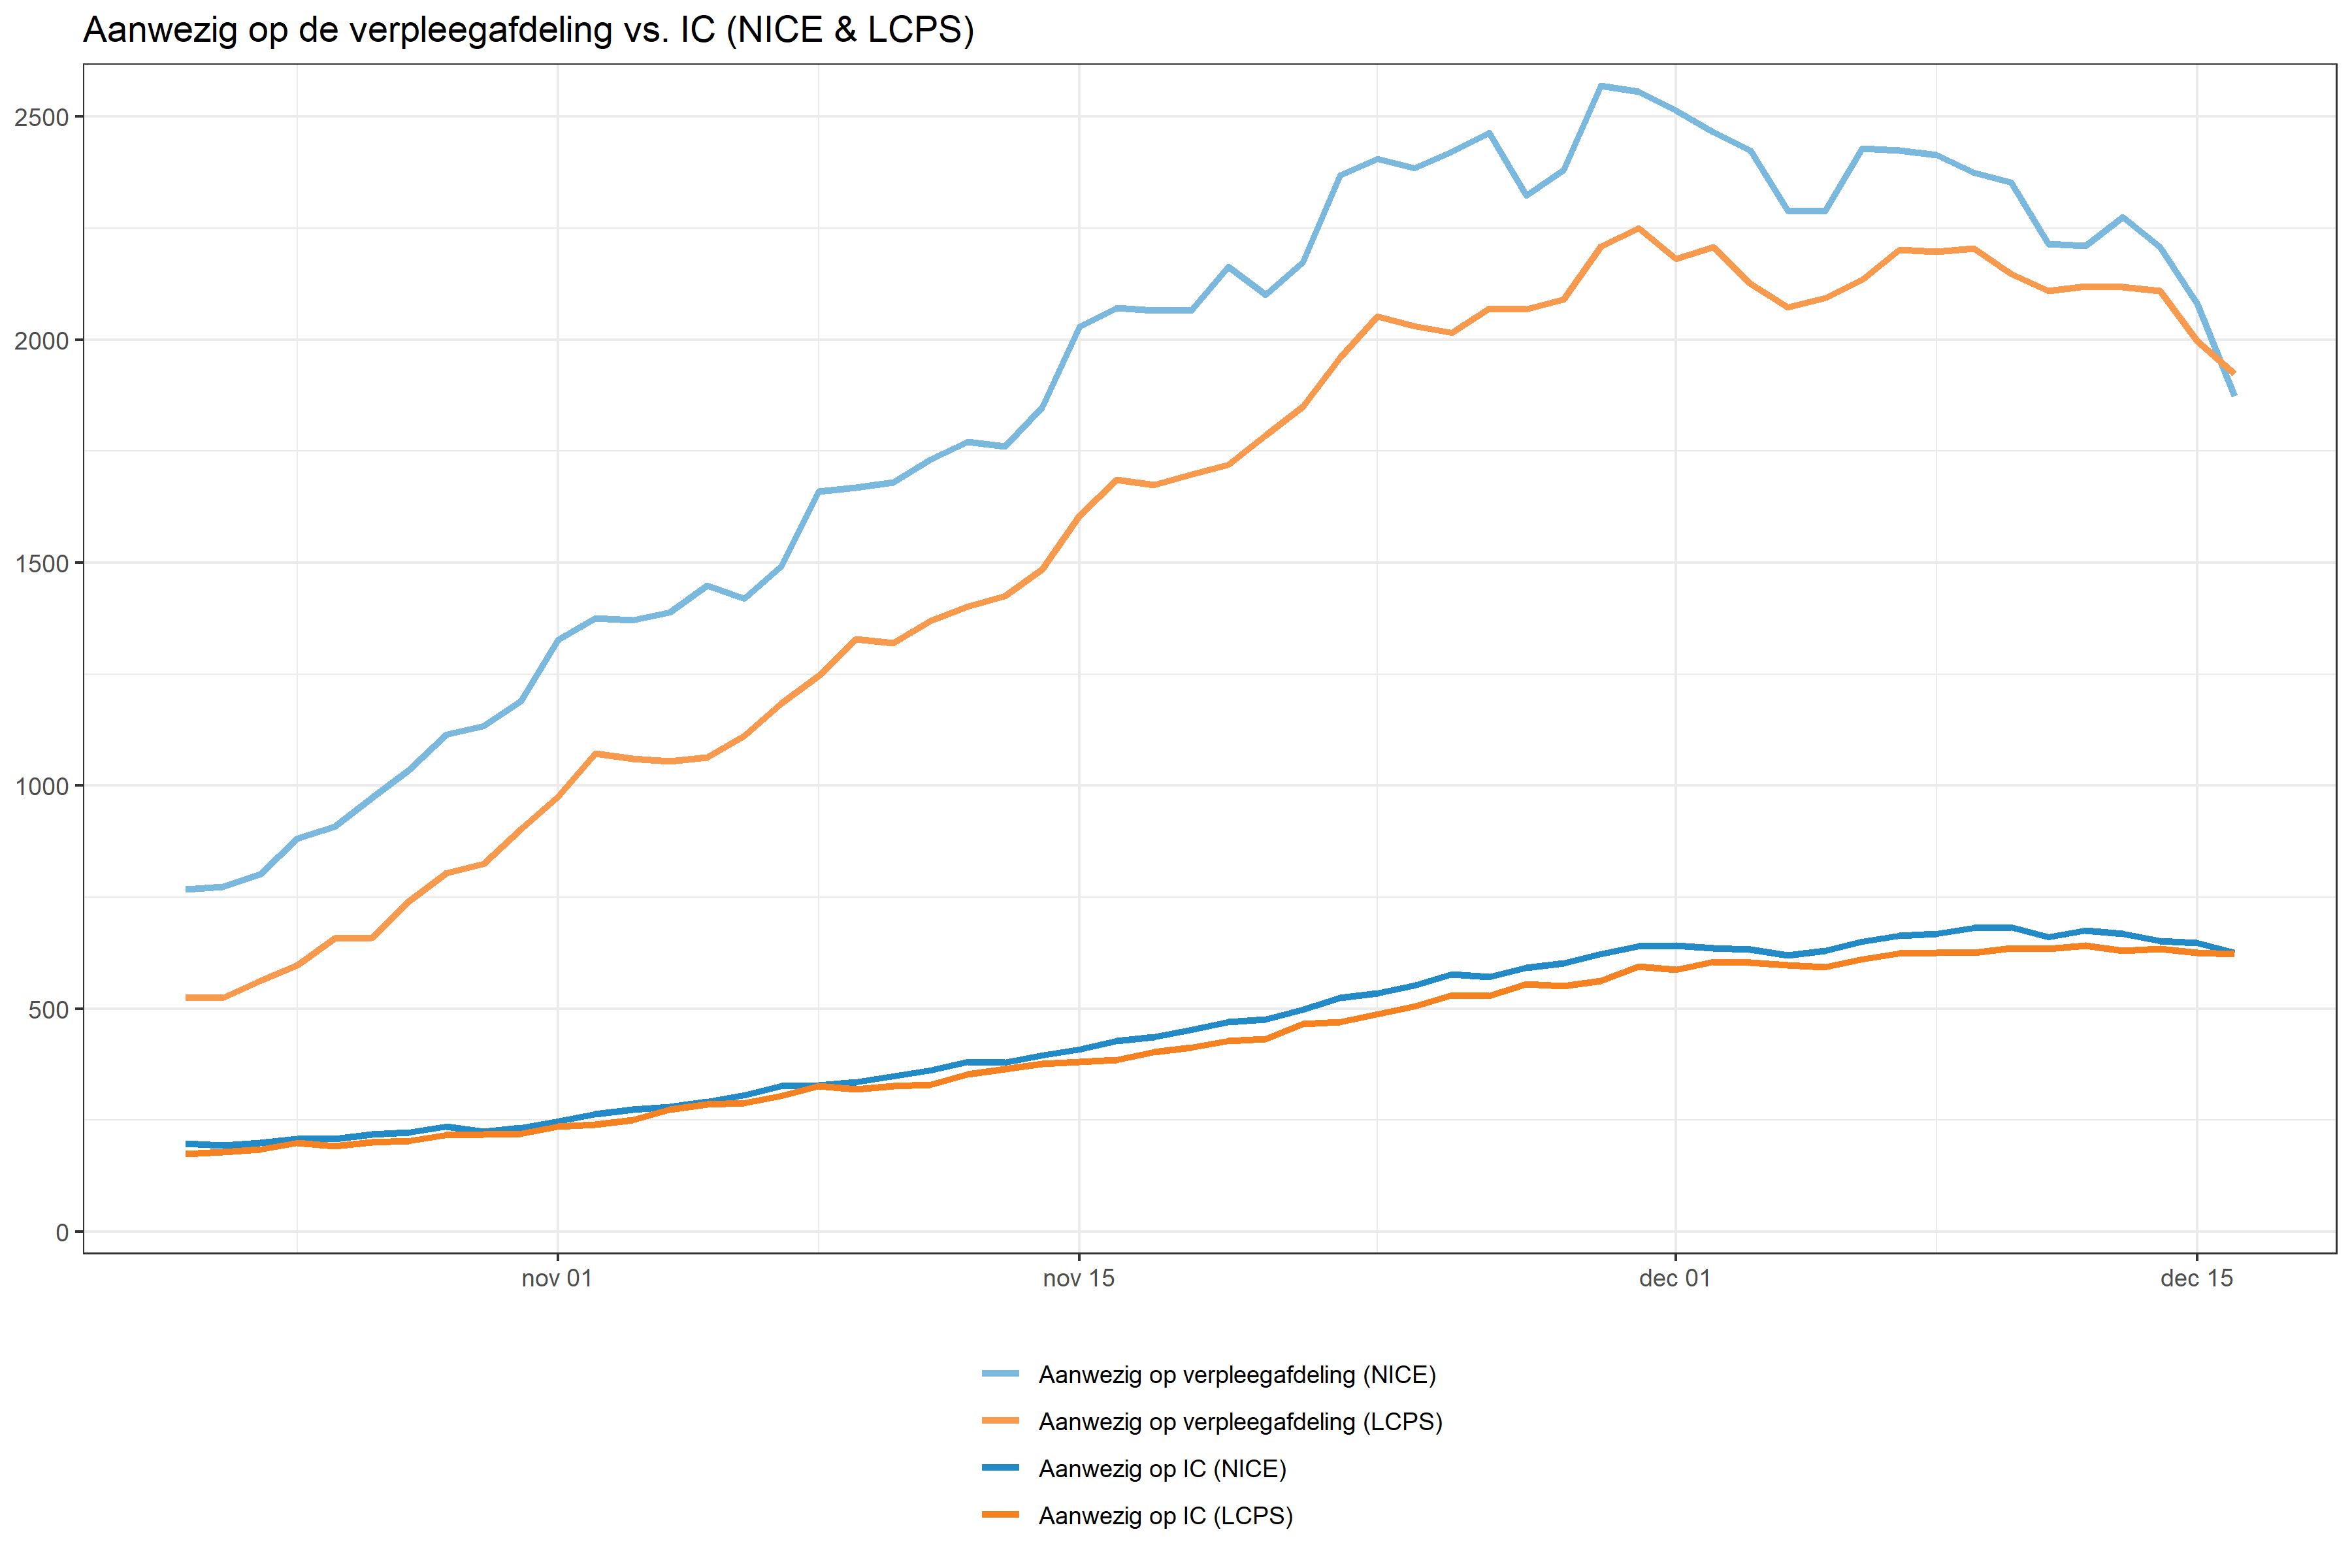 Aanwezig op de verpleegafdeling vs. IC (NICE & LCPS)
2500
2000
1500
1000
500
0
nov 01 nov 15 dec 01 dec 15
Aanwezig op verpleegafdeling (NICE)
Aanwezig op verpleegafdeling (LCPS)
Aanwezig op IC (NICE)
Aanwezig op IC (LCPS)